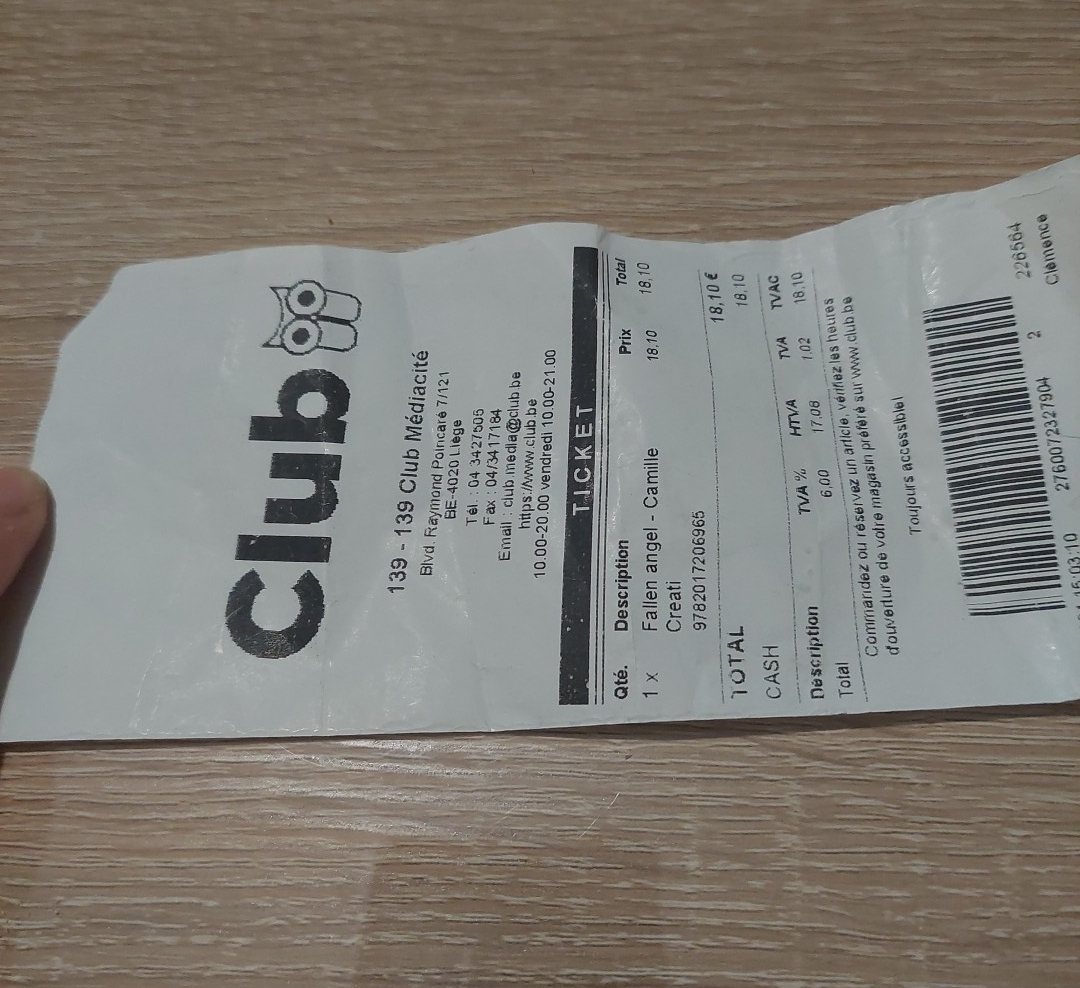 Club
139 - 139 Club Médiacité
Blvd. Raymond Poincaré 7/121
BE-4020 Liège
Tél. : 04 3427505
Fax : 04/3417184
Email : club.media@club.be
https://www.club.be
10.00-20.00 vendredi 10.00-21.00
TICKET
Qté. Description Prix Total
1 x Fallen angel - Camille 18,10 18,10
Creati
9782017206965
TOTAL 18,10 €
CASH 18,10
Description TVA % HTVA TVA TVAC
Total 6,00 17,08 1,02 18,10
Commandez ou réservez un article, vérifiez les heures
d'ouverture de votre magasin préféré sur www.club.be
Toujours accessible!
2760072327904 2 226564
15:03:10 Clémence